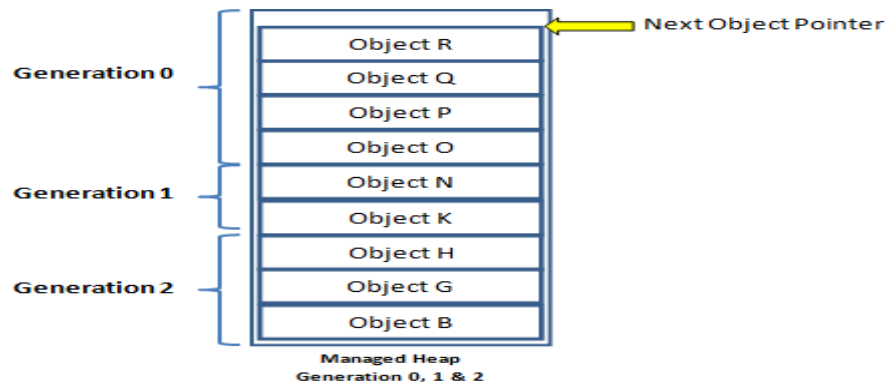 Next Object Pointer
Object R
Generation 0
Object Q
Object P
Object O
Object N
Generation 1
Object K
Object H
Generation 2
Object G
Object B
Managed Heap
Generation 0, 1 & 2